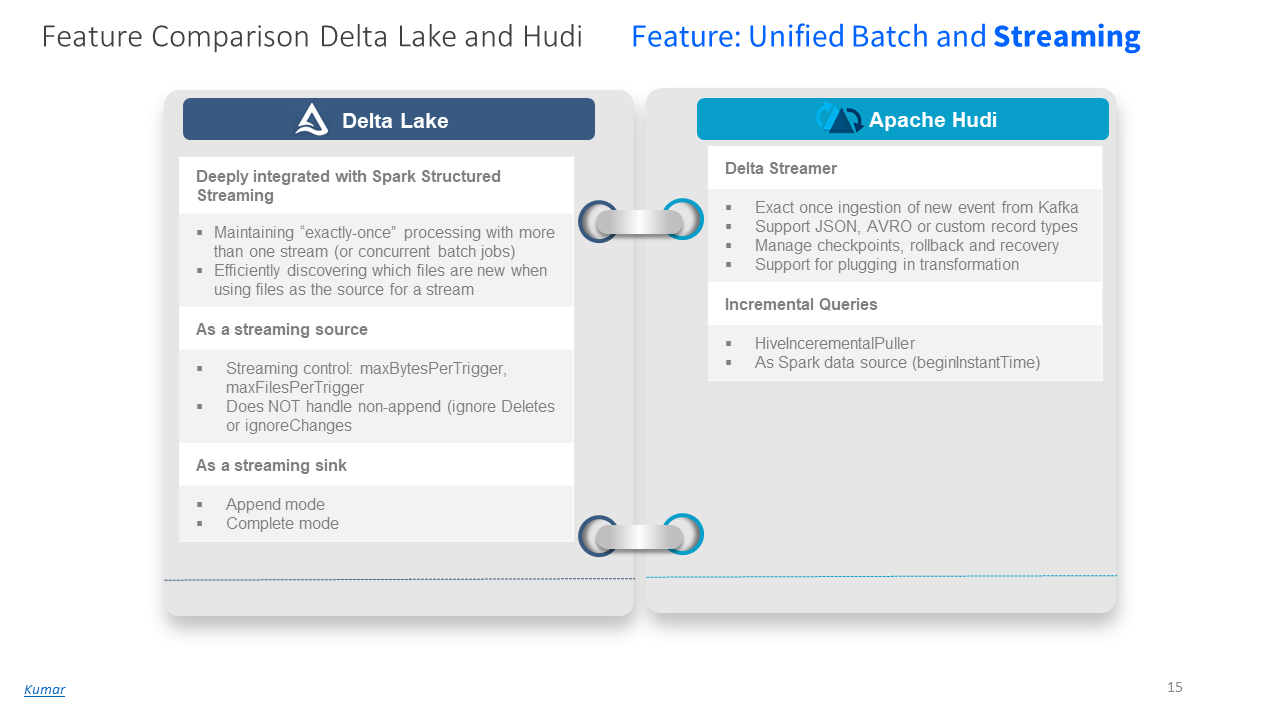 Feature Comparison Delta Lake and Hudi
Feature: Unified Batch and Streaming
Delta Lake
Deeply integrated with Spark Structured
Streaming
▪ Maintaining “exactly-once” processing with more
than one stream (or concurrent batch jobs)
▪ Efficiently discovering which files are new when
using files as the source for a stream
As a streaming source
▪ Streaming control: maxBytesPerTrigger,
maxFilesPerTrigger
▪ Does NOT handle non-append (ignore Deletes
or ignoreChanges
As a streaming sink
▪ Append mode
▪ Complete mode
Apache Hudi
Delta Streamer
▪ Exact once ingestion of new event from Kafka
▪ Support JSON, AVRO or custom record types
▪ Manage checkpoints, rollback and recovery
▪ Support for plugging in transformation
Incremental Queries
▪ HiveIncerementalPuller
▪ As Spark data source (beginInstantTime)
Kumar
15